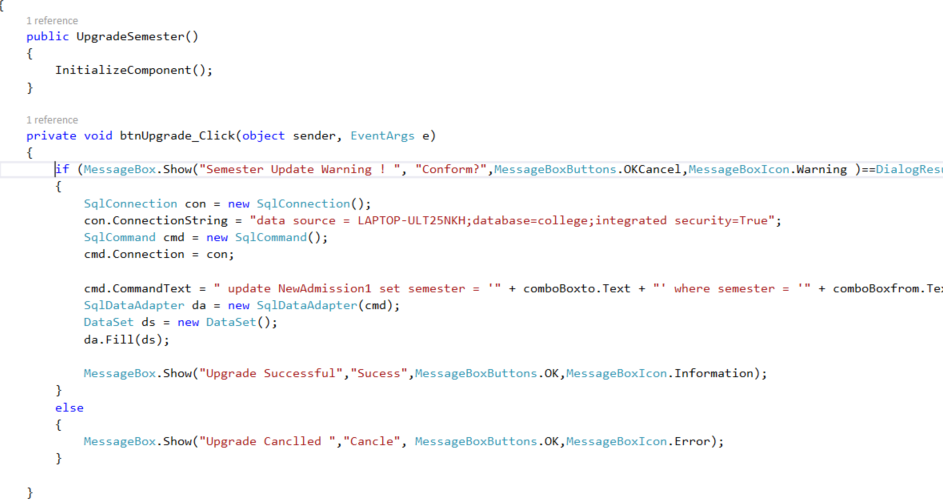 {
1 reference
public UpgradeSemester()
{
InitializeComponent();
}
1 reference
private void btnUpgrade_Click(object sender, EventArgs e)
{
if (MessageBox.Show("Semester Update Warning ! ", "Conform?",MessageBoxButtons.OKCancel,MessageBoxIcon.Warning )==DialogRes
{
SqlConnection con = new SqlConnection();
con.ConnectionString = "data source = LAPTOP-ULT25NKH;database=college;integrated security=True";
SqlCommand cmd = new SqlCommand();
cmd.Connection = con;
cmd.CommandText = " update NewAdmission1 set semester = '" + comboBoxto.Text + "' where semester = '" + comboBoxfrom.Tex
SqlDataAdapter da = new SqlDataAdapter(cmd);
DataSet ds = new DataSet();
da.Fill(ds);
MessageBox.Show("Upgrade Successful","Sucess",MessageBoxButtons.OK,MessageBoxIcon.Information);
}
else
{
MessageBox.Show("Upgrade Canclled ","Cancle", MessageBoxButtons.OK,MessageBoxIcon.Error);
}
}